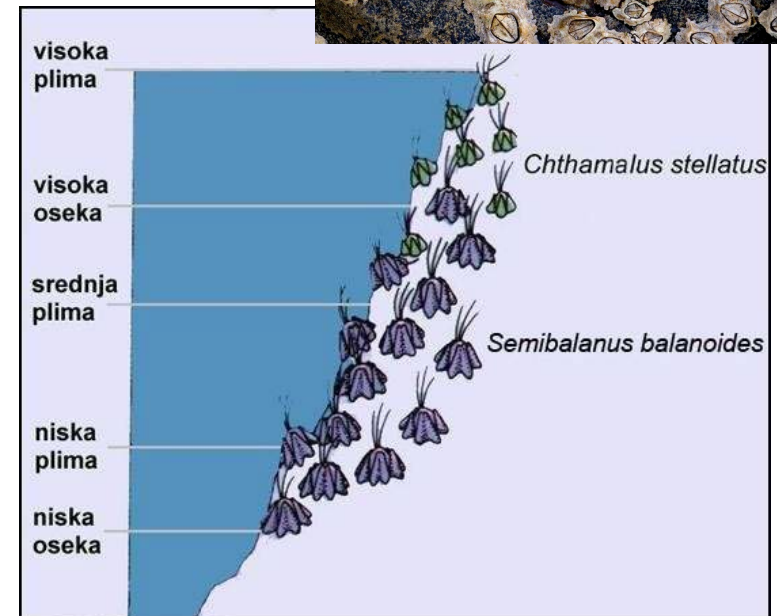 visoka
plima
Chthamalus stellatus
visoka
oseka
srednja
plima
Semibalanus balanoides
niska
plima
niska
oseka